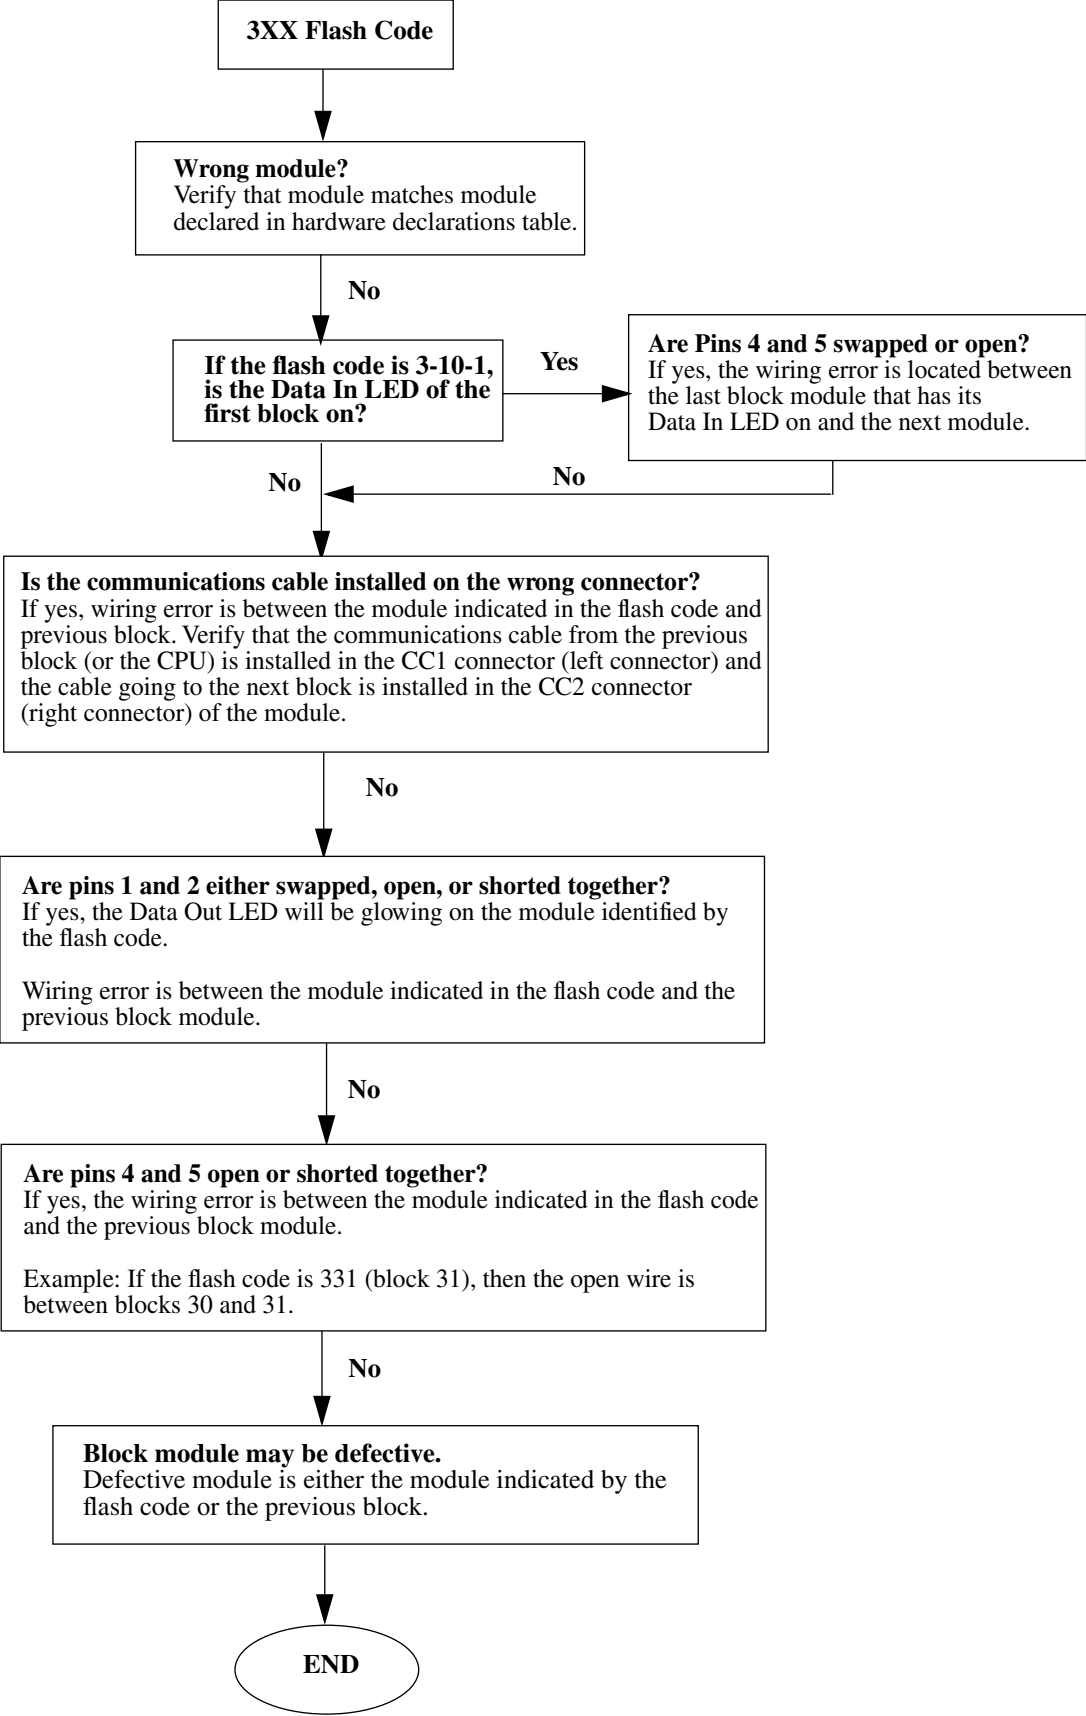 3XX Flash Code
Wrong module?
Verify that module matches module
declared in hardware declarations table.
No
If the flash code is 3-10-1,
is the Data In LED of the
first block on?
Yes
Are Pins 4 and 5 swapped or open?
If yes, the wiring error is located between
the last block module that has its
Data In LED on and the next module.
No
No
Is the communications cable installed on the wrong connector?
If yes, wiring error is between the module indicated in the flash code and
previous block. Verify that the communications cable from the previous
block (or the CPU) is installed in the CC1 connector (left connector) and
the cable going to the next block is installed in the CC2 connector
(right connector) of the module.
No
Are pins 1 and 2 either swapped, open, or shorted together?
If yes, the Data Out LED will be glowing on the module identified by
the flash code.
Wiring error is between the module indicated in the flash code and the
previous block module.
No
Are pins 4 and 5 open or shorted together?
If yes, the wiring error is between the module indicated in the flash code
and the previous block module.
Example: If the flash code is 331 (block 31), then the open wire is
between blocks 30 and 31.
No
Block module may be defective.
Defective module is either the module indicated by the
flash code or the previous block.
END